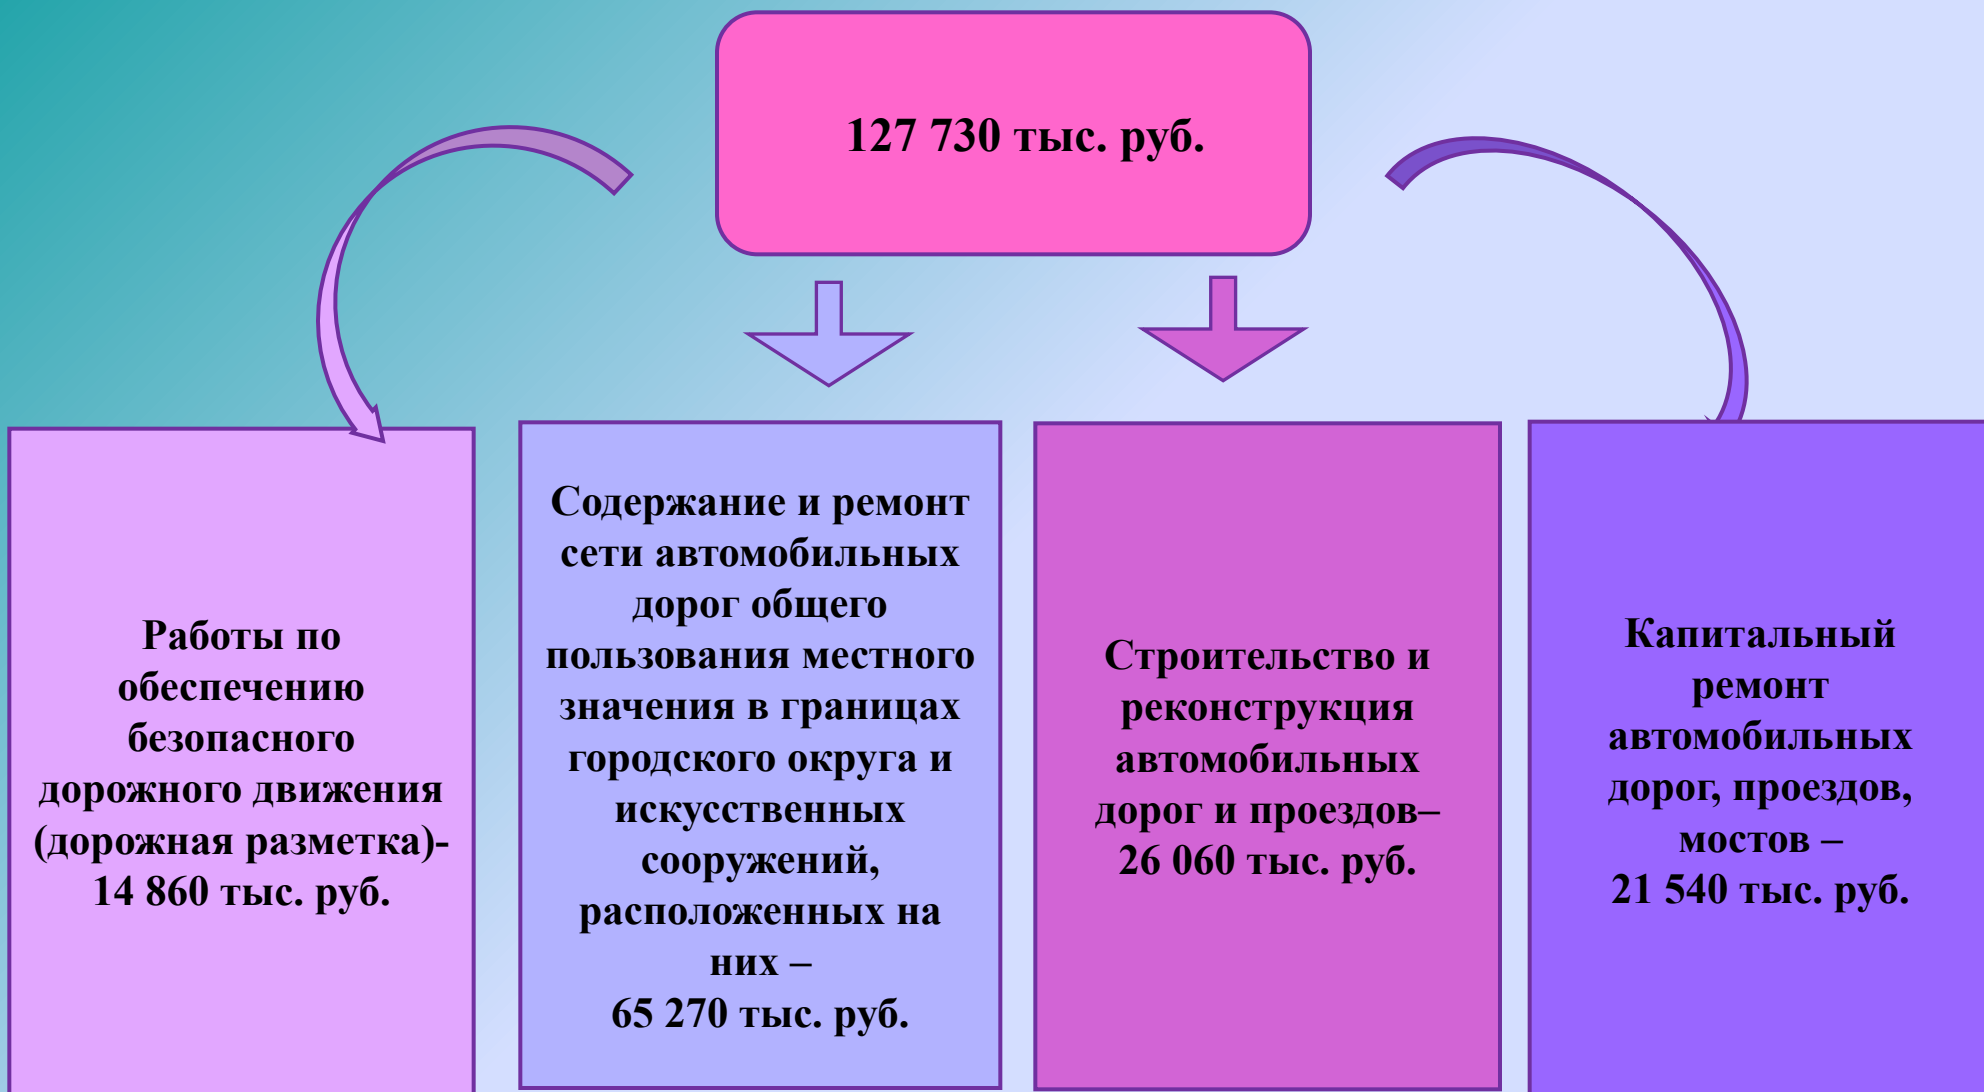 127 730 тыс. руб.
Работы по
обеспечению
безопасного
дорожного движения
(дорожная разметка)-
14 860 тыс. руб.
Содержание и ремонт
сети автомобильных
дорог общего
пользования местного
значения в границах
городского округа и
искусственных
сооружений,
расположенных на
них –
65 270 тыс. руб.
Строительство и
реконструкция
автомобильных
дорог и проездов–
26 060 тыс. руб.
Капитальный
ремонт
автомобильных
дорог, проездов,
мостов –
21 540 тыс. руб.